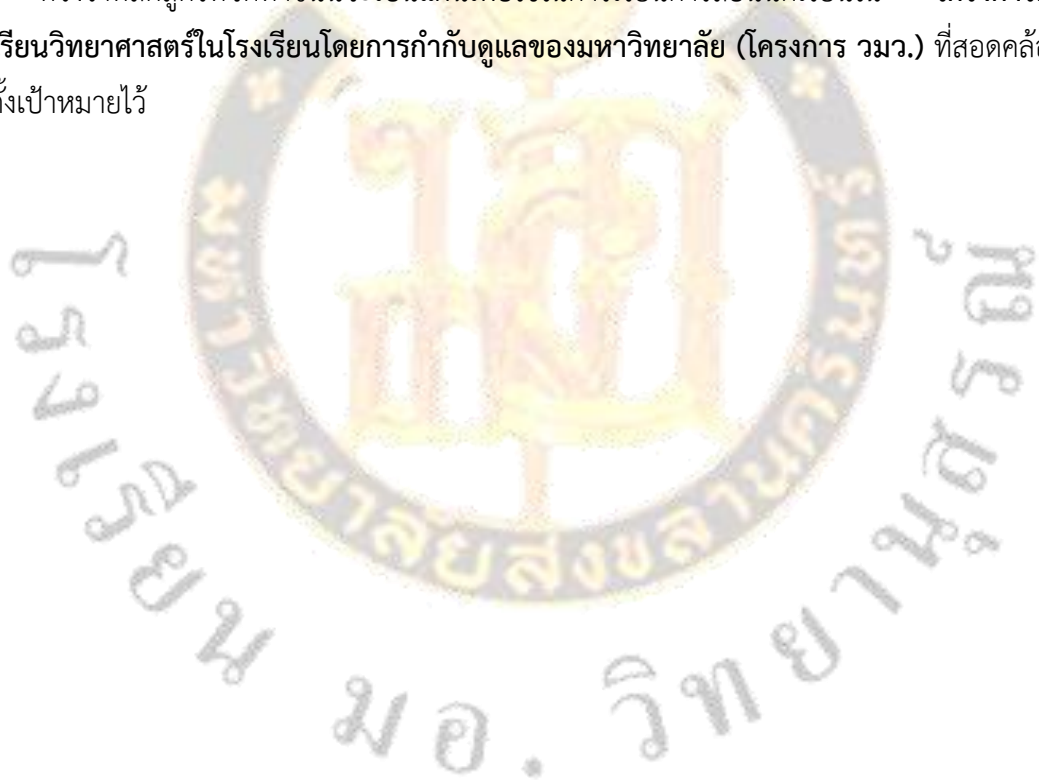 เรียนวิทยาศาสตร์ในโรงเรียนโดยการกำกับดูแลของมหาวิทยาลัย (โครงการ วมว.) ที่สอดคล้อ
ั้งเป้าหมายไว้
มหาวิทยาลัยสงขลานครินทร์
โรงเรียน มอ. วิทยานุสรณ์